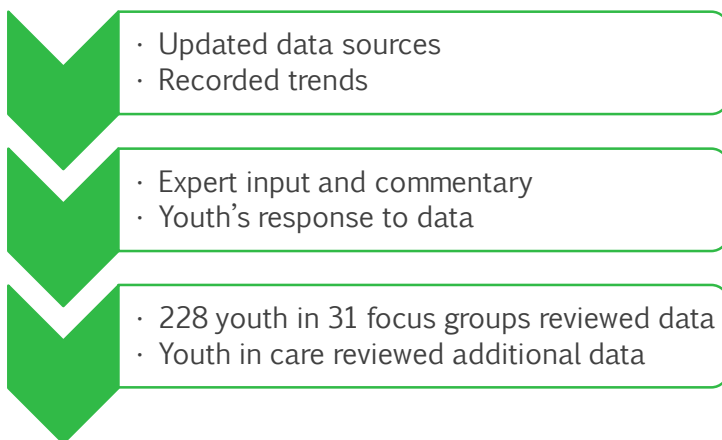 · Updated data sources
· Recorded trends
· Expert input and commentary
· Youth’s response to data
· 228 youth in 31 focus groups reviewed data
· Youth in care reviewed additional data